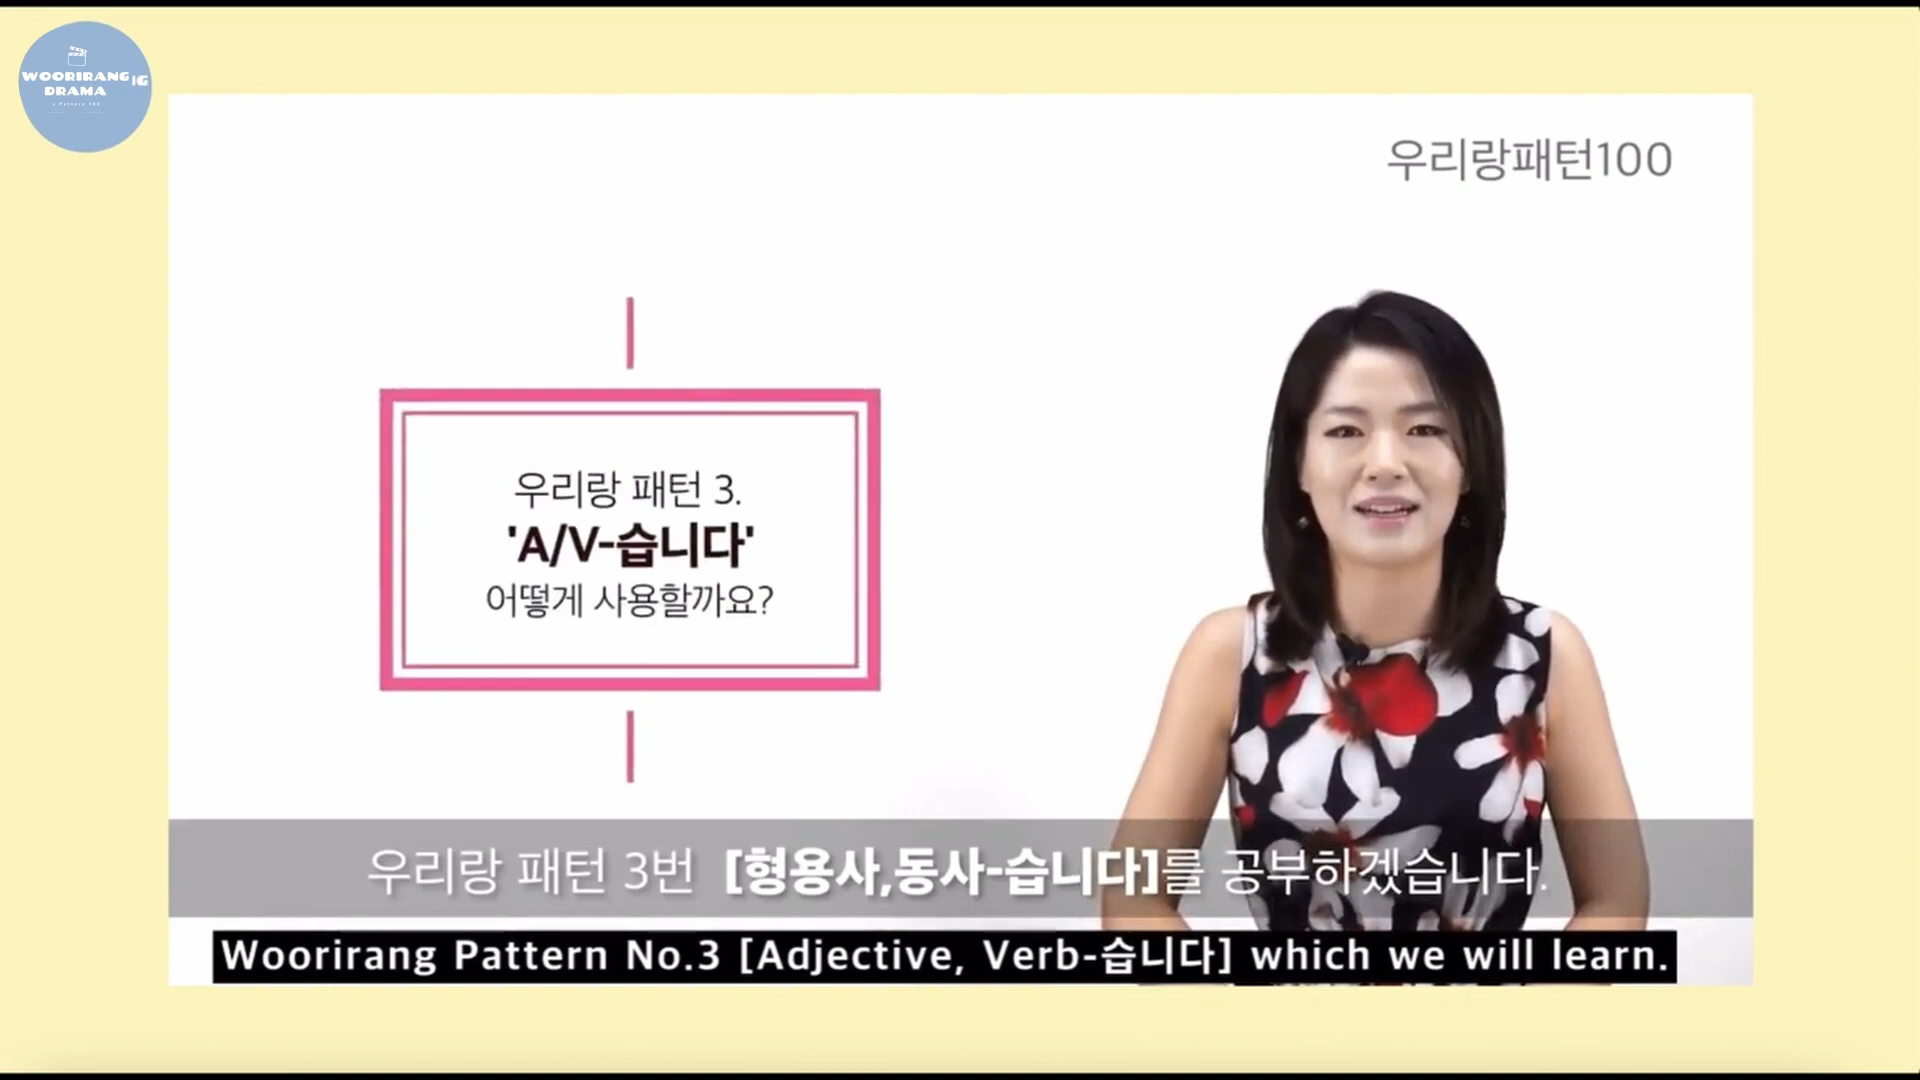 WOORIRANG
DRAMA
IG
우리랑패턴100
우리랑 패턴 3.
'A/V-습니다'
어떻게 사용할까요?
우리랑 패턴 3번 [형용사,동사-습니다]를 공부하겠습니다.
Woorirang Pattern No.3 [Adjective, Verb-습니다] which we will learn.